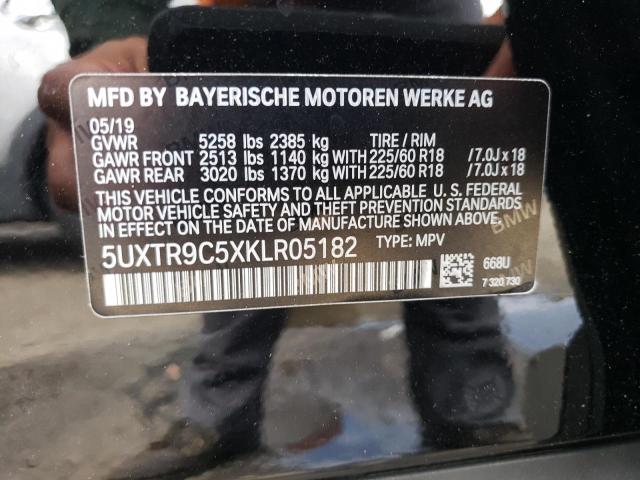 MFD BY BAYERISCHE MOTOREN WERKE AG
05/19
GVWR 5258 lbs 2385 kg TIRE / RIM
GAWR FRONT 2513 lbs 1140 kg WITH 225/60 R18 / 7.0J x 18
GAWR REAR 3020 lbs 1370 kg WITH 225/60 R18 / 7.0J x 18
THIS VEHICLE CONFORMS TO ALL APPLICABLE U. S. FEDERAL
MOTOR VEHICLE SAFETY AND THEFT PREVENTION STANDARDS
IN EFFECT ON THE DATE OF MANUFACTURE SHOWN ABOVE.
5UXTR9C5XKLR05182 TYPE: MPV
668U
7 320 730
BMW